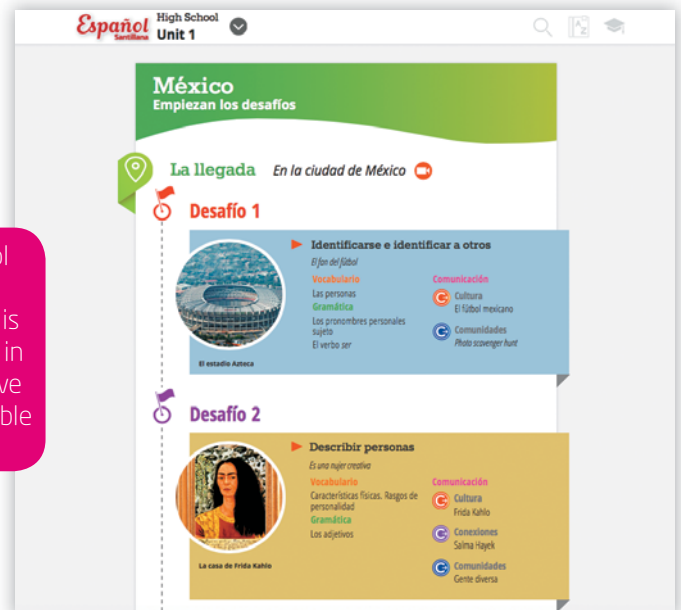 Español
Santillana
High School
Unit 1
México
Empiezan los desafíos
La llegada En la ciudad de México
Desafío 1
Identificarse e identificar a otros
El fan del fútbol
Vocabulario
Las personas
Gramática
Los pronombres personales
sujeto
El verbo ser
Comunicación
Cultura
El fútbol mexicano
Comunidades
Photo scavenger hunt
El estadio Azteca
Desafío 2
Describir personas
Es una nujer creativa
Vocabulario
Características físicas. Rasgos de
personalidad
Gramática
Los adjetivos
Comunicación
Cultura
Frida Kahlo
Conexiones
Salma Hayek
Comunidades
Gente diversa
La casa de Frida Kahlo
is
in